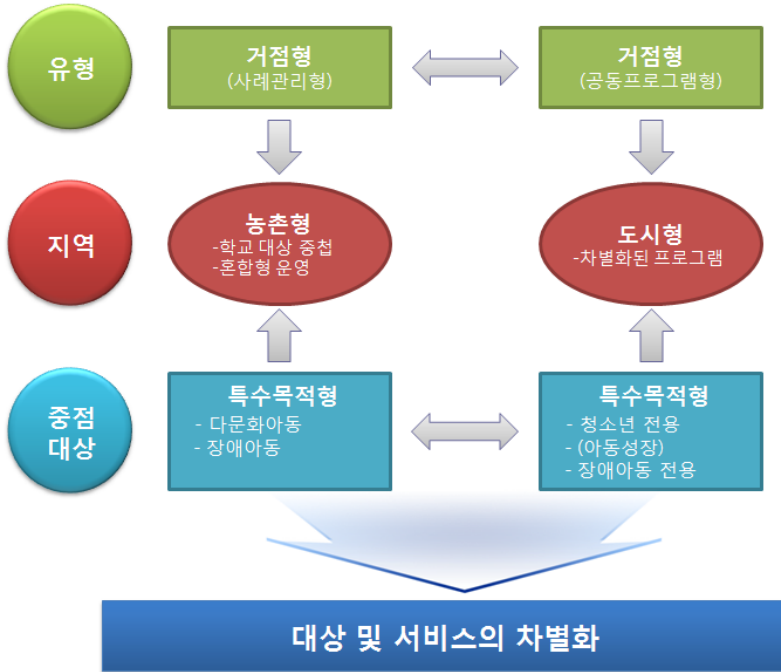 유형
거점형
(사례관리형)
거점형
(공동프로그램형)
지역
농촌형
-학교 대상 중첩
-혼합형 운영
도시형
-차별화된 프로그램
중점
대상
특수목적형
- 다문화아동
- 장애아동
특수목적형
- 청소년 전용
- (아동성장)
- 장애아동 전용
대상 및 서비스의 차별화